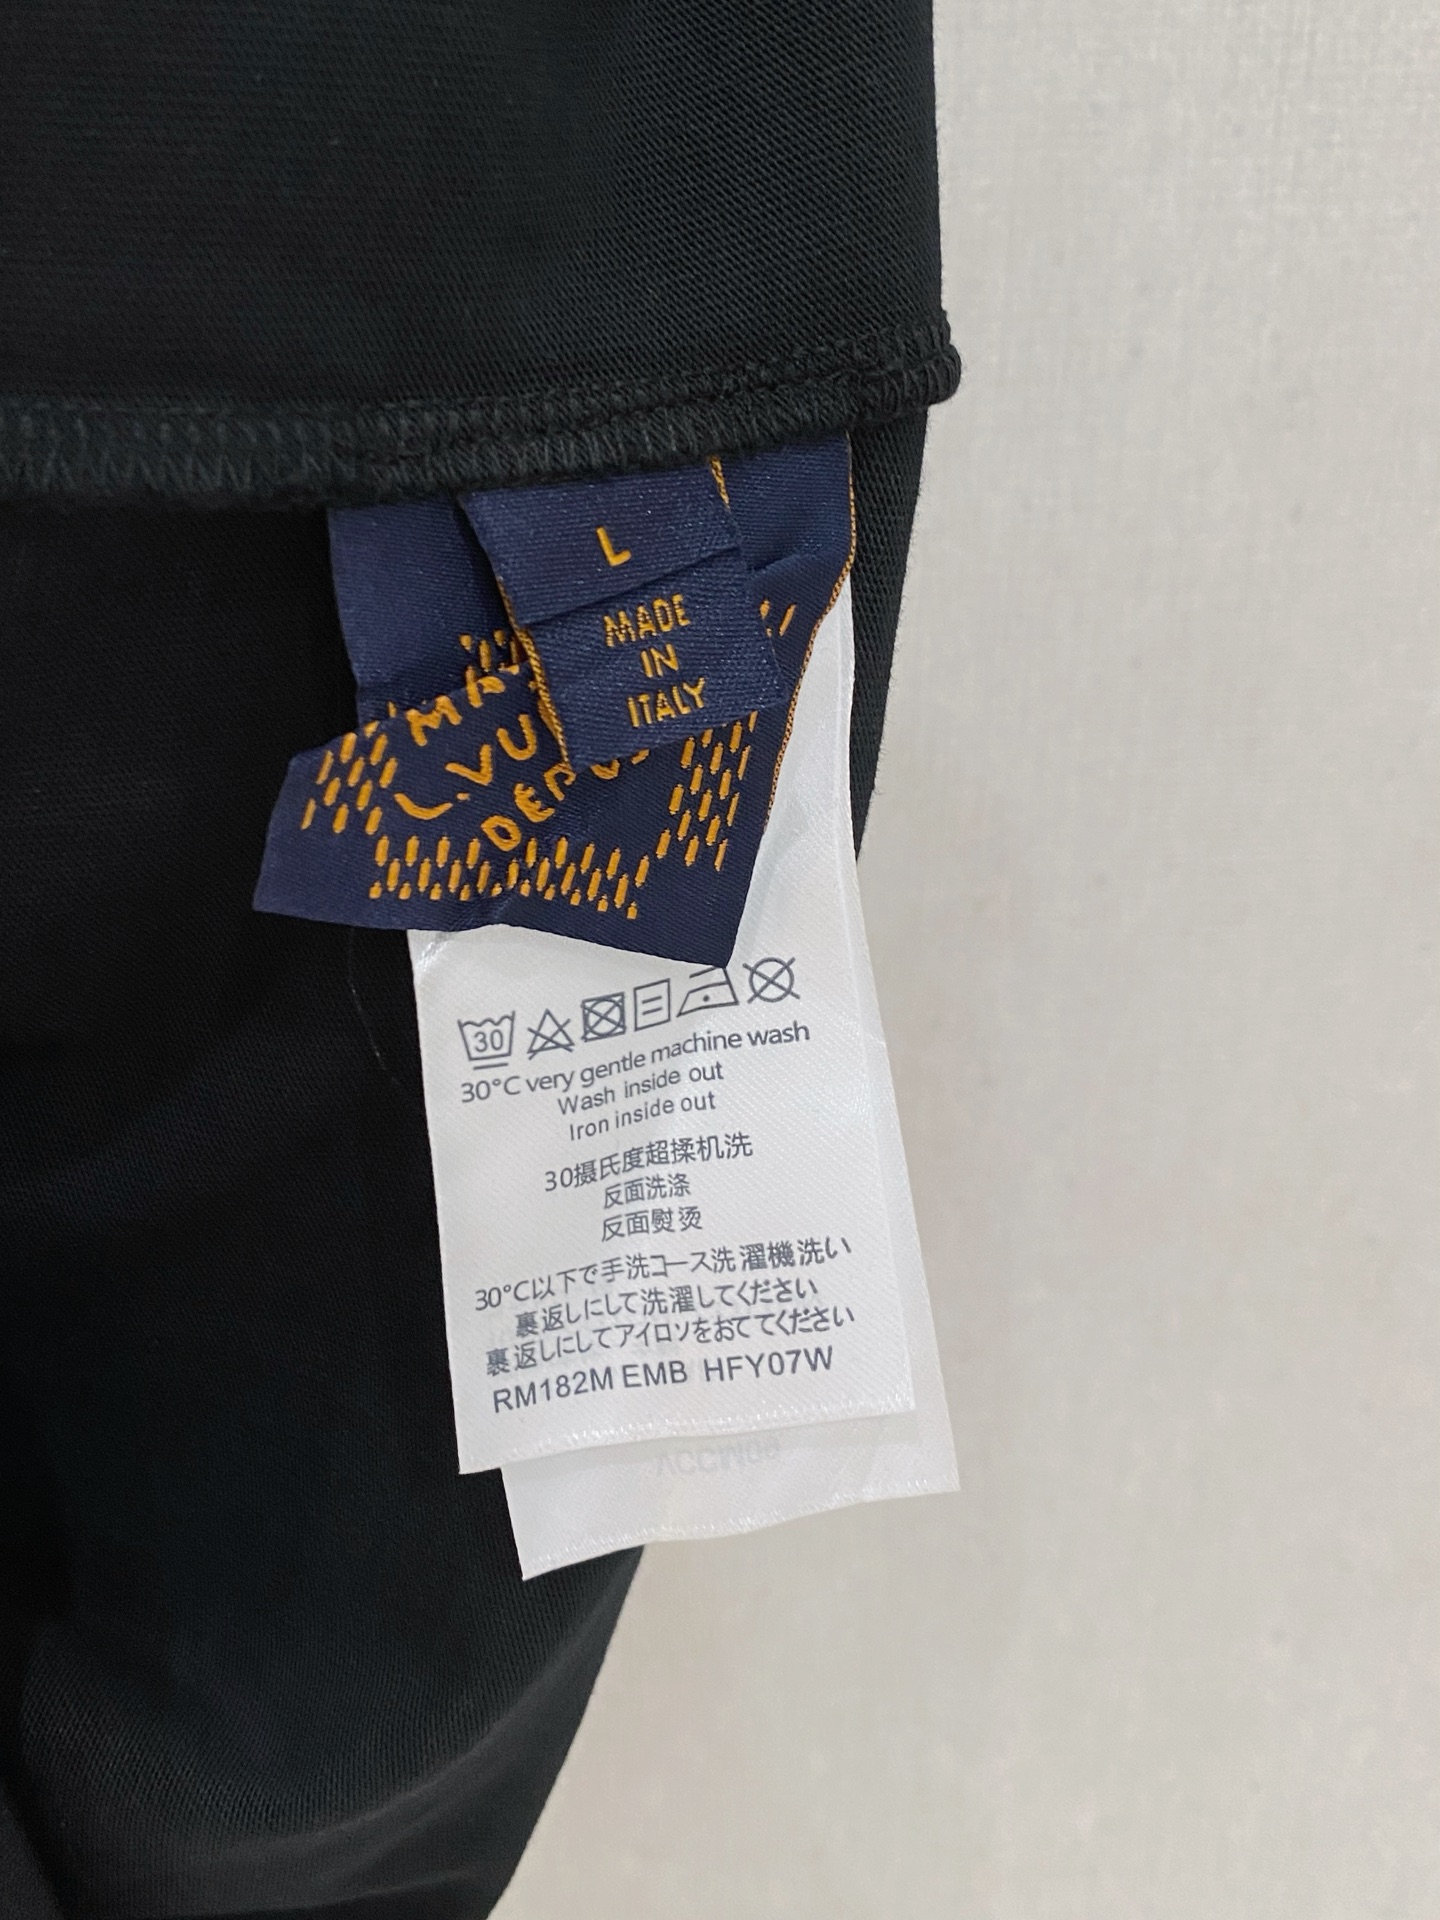 L
MADE
IN
ITALY
L.VU
30
30°C very gentle machine wash
Wash inside out
Iron inside out
30摄氏度超揉机洗
反面洗涤
反面熨烫
30°C以下で手洗コース洗濯機洗い
裏返しにして洗濯してください
裏返しにしてアイロソをおててください
RM182M EMB HFY07W